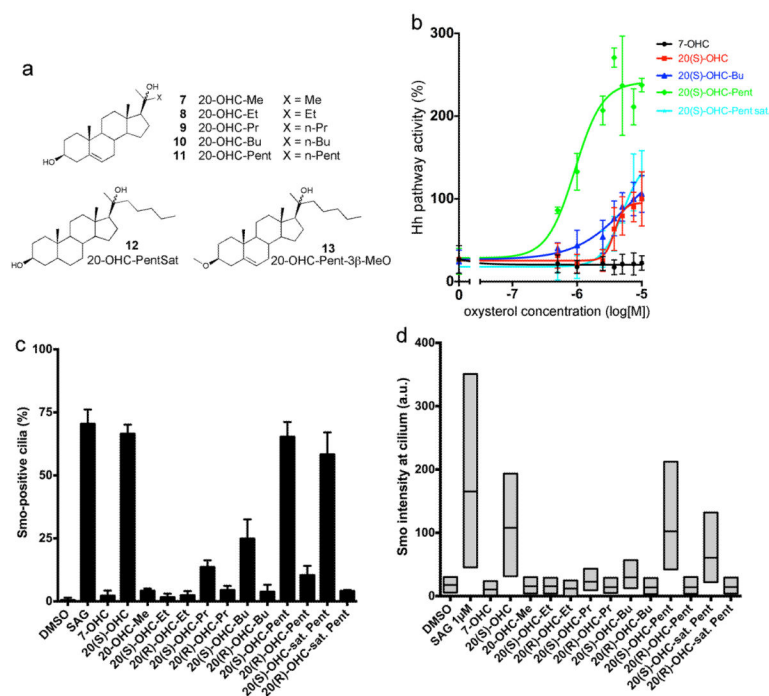 a
OH
X
HO
7 20-OHC-Me X = Me
8 20-OHC-Et X = Et
9 20-OHC-Pr X = n-Pr
10 20-OHC-Bu X = n-Bu
11 20-OHC-Pent X = n-Pent
OH
HO
12
20-OHC-PentSat
OH
O
13
20-OHC-Pent-3β-MeO
b
Hh pathway activity (%)
300
200
100
0
0 -7 -6 -5
oxysterol concentration (log[M])
7-OHC
20(S)-OHC
20(S)-OHC-Bu
20(S)-OHC-Pent
20(S)-OHC-Pent sat
c
Smo-positive cilia (%)
100
75
50
25
0
DMSO
SAG
7-OHC
20(S)-OHC
20-OHC-Me
20(S)-OHC-Et
20(R)-OHC-Et
20(S)-OHC-Pr
20(R)-OHC-Pr
20(S)-OHC-Bu
20(R)-OHC-Bu
20(S)-OHC-Pent
20(R)-OHC-Pent
20(S)-OHC-sat. Pent
20(R)-OHC-sat. Pent
d
Smo intensity at cilium (a.u.)
400
300
200
100
0
DMSO
SAG 1µM
7-OHC
20(S)-OHC
20-OHC-Me
20(S)-OHC-Et
20(R)-OHC-Et
20(S)-OHC-Pr
20(R)-OHC-Pr
20(S)-OHC-Bu
20(R)-OHC-Bu
20(S)-OHC-Pent
20(R)-OHC-Pent
20(S)-OHC-sat. Pent
20(R)-OHC-sat. Pent